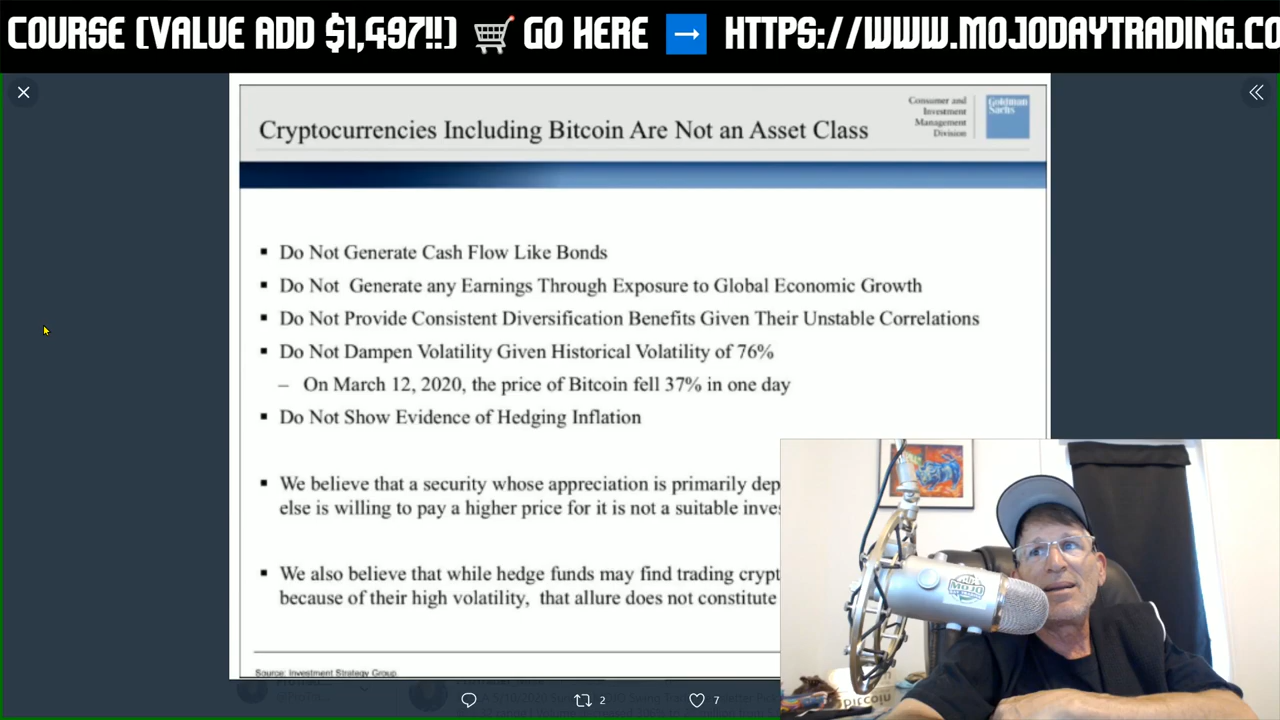 COURSE (VALUE ADD $1,497!!) 🛒 GO HERE ➡ HTTPS://WWW.MOJODAYTRADING.CO
Consumer and
Investment
Management
Division
Goldman
Sachs
Cryptocurrencies Including Bitcoin Are Not an Asset Class
▪ Do Not Generate Cash Flow Like Bonds
▪ Do Not Generate any Earnings Through Exposure to Global Economic Growth
▪ Do Not Provide Consistent Diversification Benefits Given Their Unstable Correlations
▪ Do Not Dampen Volatility Given Historical Volatility of 76%
– On March 12, 2020, the price of Bitcoin fell 37% in one day
▪ Do Not Show Evidence of Hedging Inflation
▪ We believe that a security whose appreciation is primarily dep
else is willing to pay a higher price for it is not a suitable inves
▪ We also believe that while hedge funds may find trading crypt
because of their high volatility, that allure does not constitute
Source: Investment Strategy Group.
2
7
MOJO